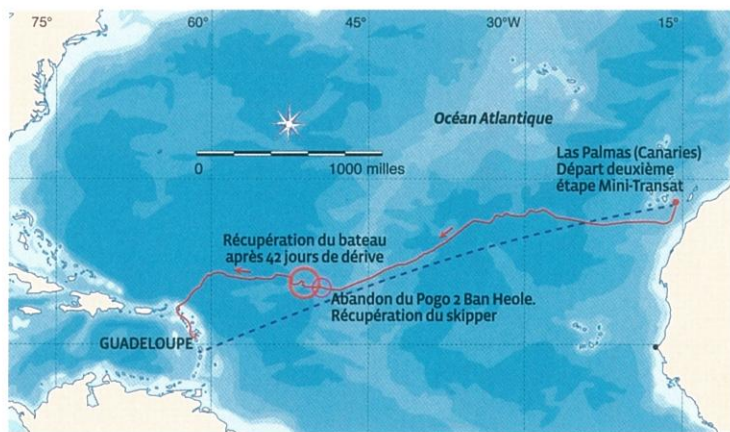 75°
60°
45°
30°W
15°
Océan Atlantique
0
1000 milles
Las Palmas (Canaries)
Départ deuxième
étape Mini-Transat
Récupération du bateau
après 42 jours de dérive
Abandon du Pogo 2 Ban Heole.
Récupération du skipper
GUADELOUPE